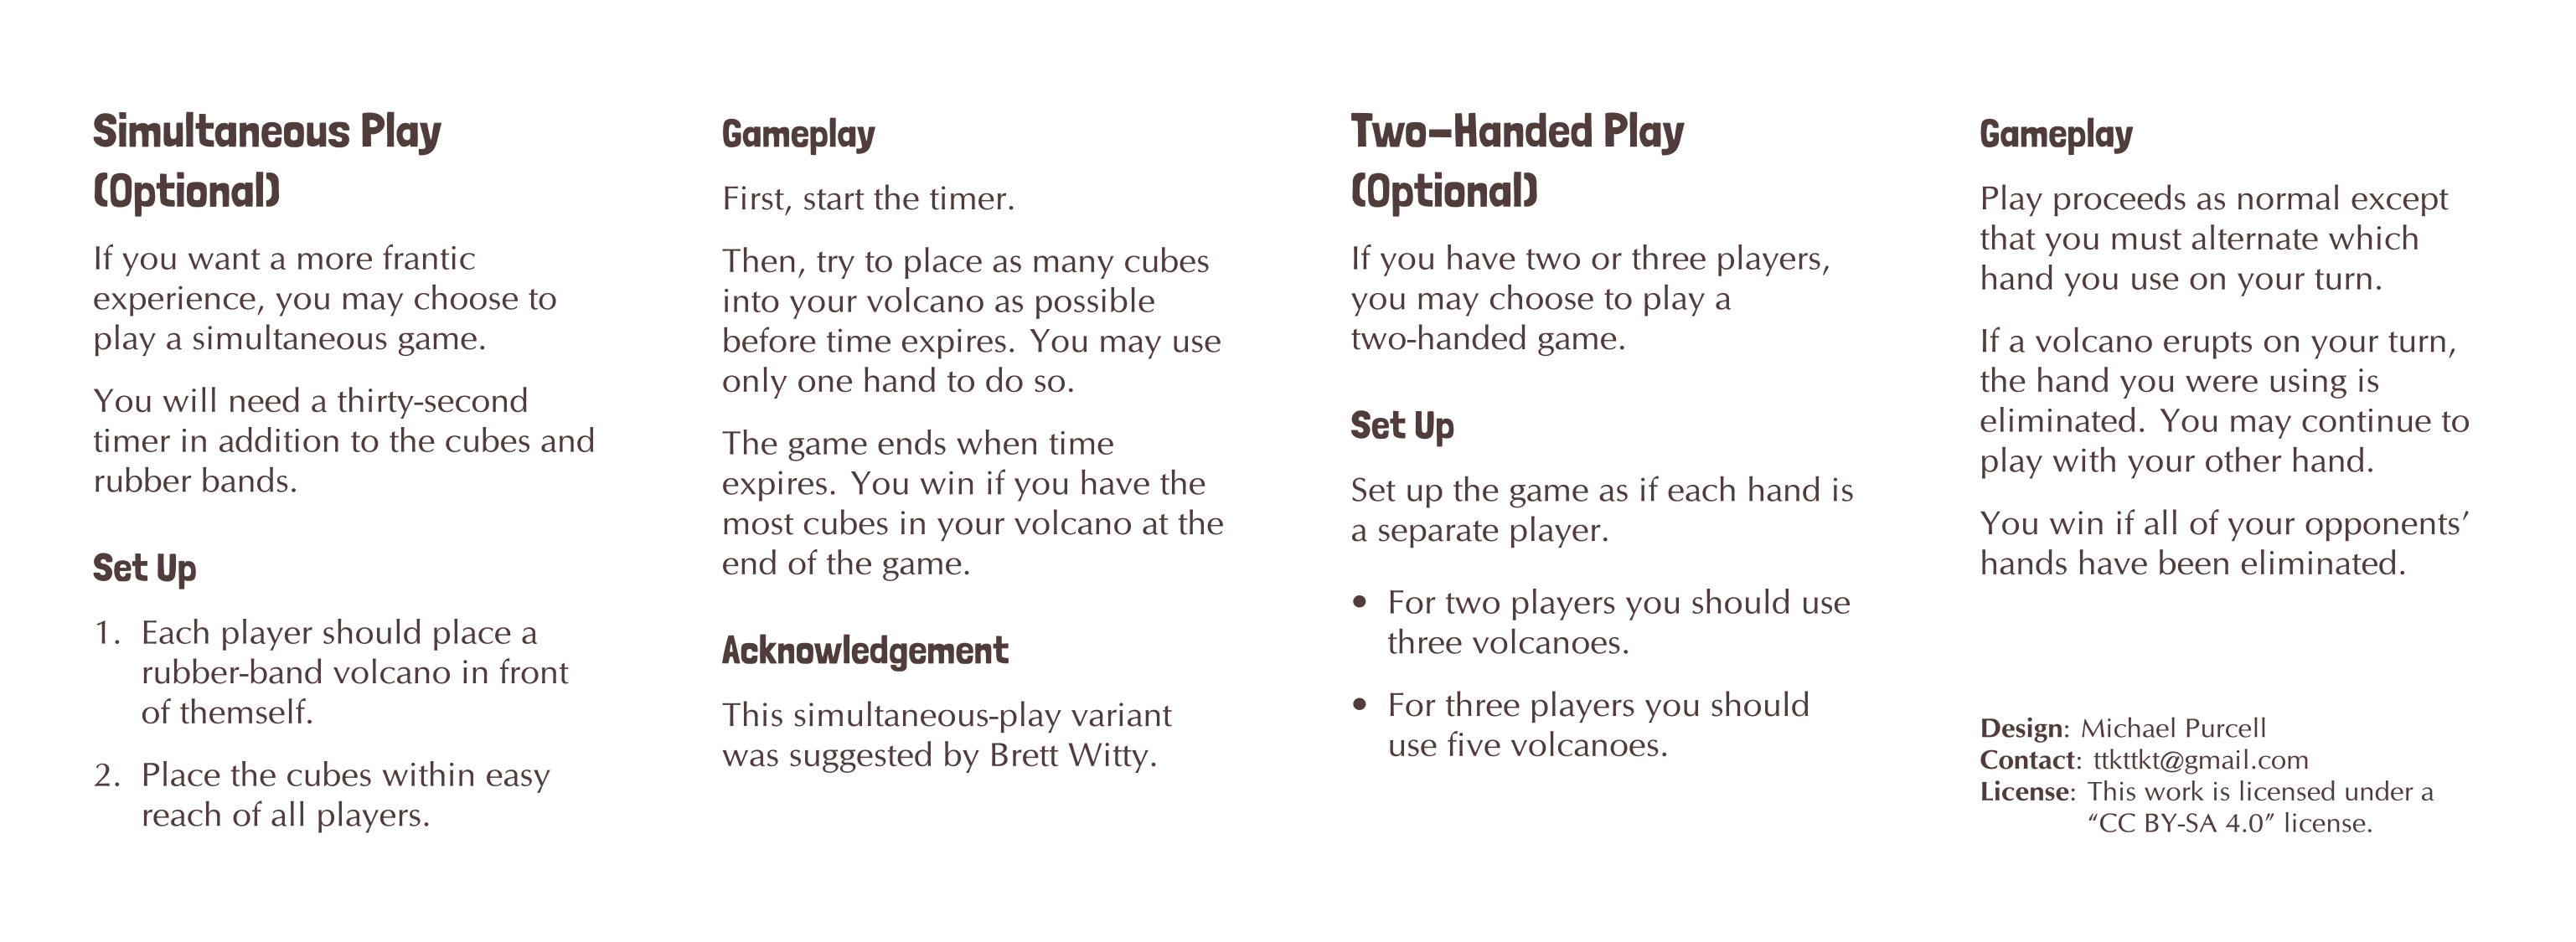 Simultaneous Play
(Optional)
If you want a more frantic
experience, you may choose to
play a simultaneous game.
You will need a thirty-second
timer in addition to the cubes and
rubber bands.
Set Up
1. Each player should place a
rubber-band volcano in front
of themself.
2. Place the cubes within easy
reach of all players.
Gameplay
First, start the timer.
Then, try to place as many cubes
into your volcano as possible
before time expires. You may use
only one hand to do so.
The game ends when time
expires. You win if you have the
most cubes in your volcano at the
end of the game.
Acknowledgement
This simultaneous-play variant
was suggested by Brett Witty.
Two-Handed Play
(Optional)
If you have two or three players,
you may choose to play a
two-handed game.
Set Up
Set up the game as if each hand is
a separate player.
• For two players you should use
three volcanoes.
• For three players you should
use five volcanoes.
Gameplay
Play proceeds as normal except
that you must alternate which
hand you use on your turn.
If a volcano erupts on your turn,
the hand you were using is
eliminated. You may continue to
play with your other hand.
You win if all of your opponents’
hands have been eliminated.
Design: Michael Purcell
Contact: ttkttkt@gmail.com
License: This work is licensed under a
“CC BY-SA 4.0” license.